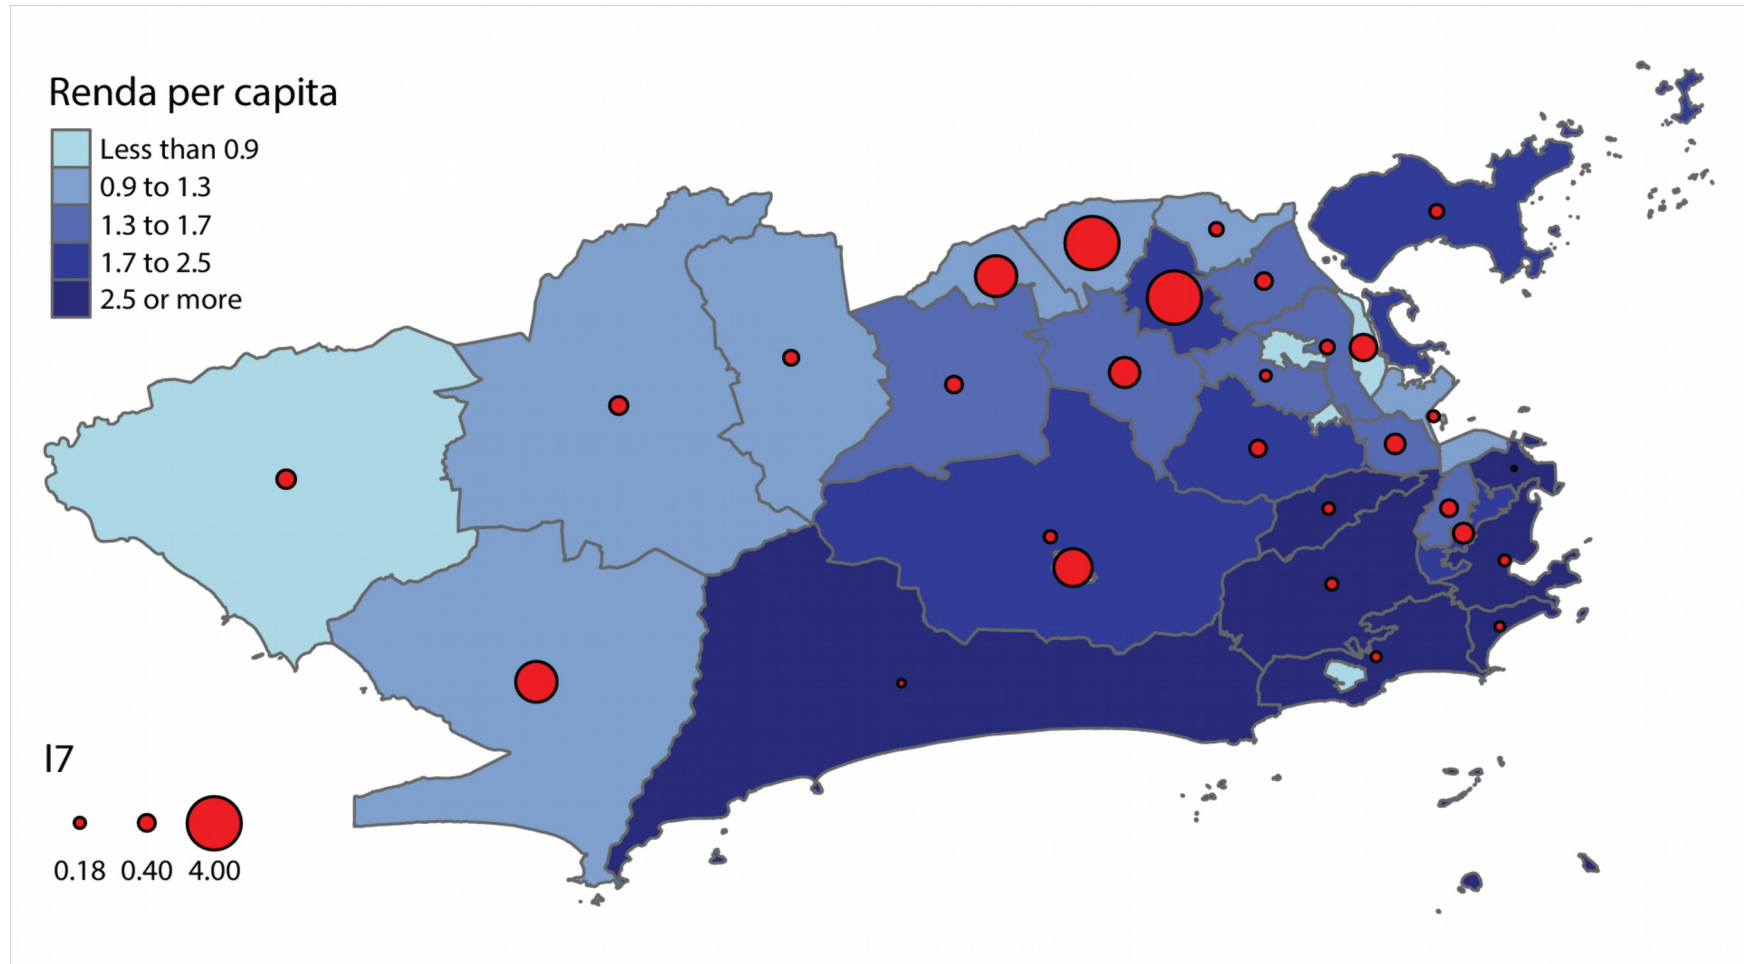 Renda per capita
Less than 0.9
0.9 to 1.3
1.3 to 1.7
1.7 to 2.5
2.5 or more
I7
0.18 0.40 4.00